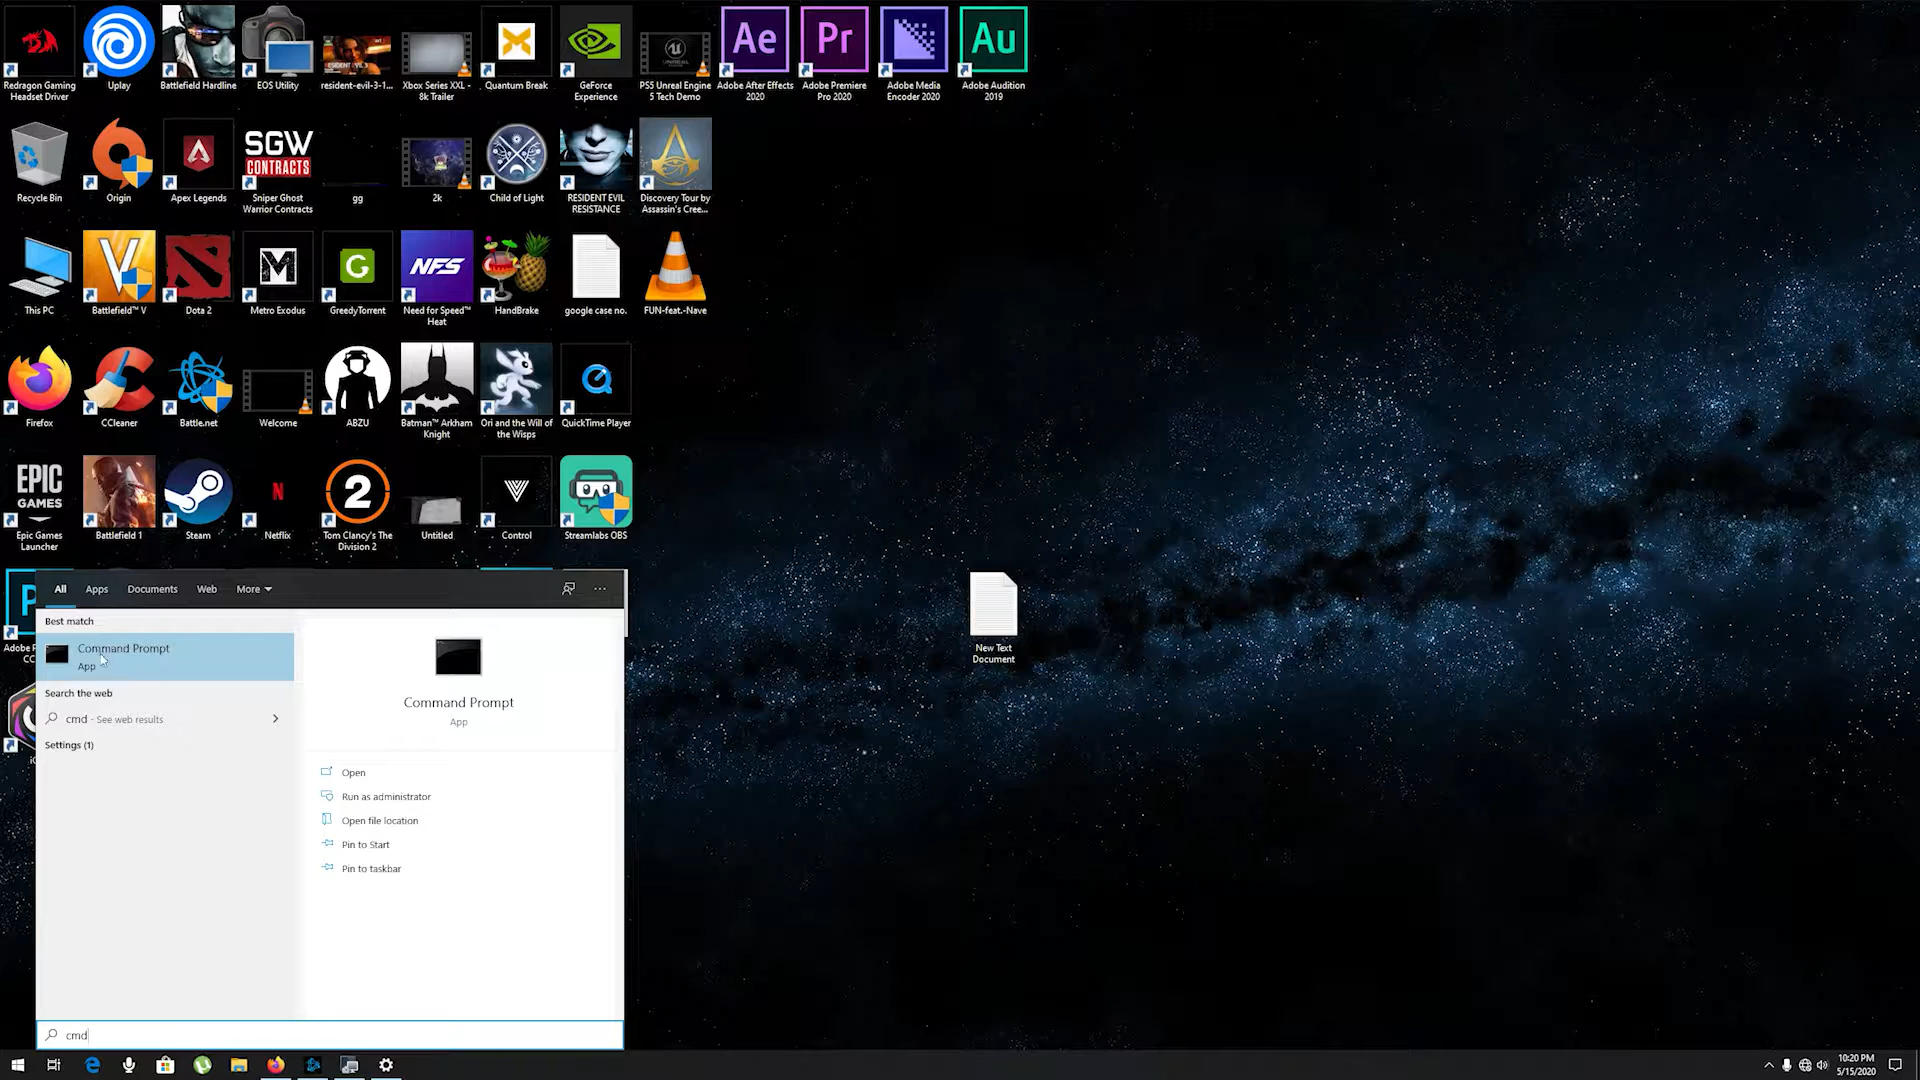 Redragon Gaming
Headset Driver
Uplay
Battlefield Hardline
EOS Utility
resident-evil-3-1...
Xbox Series XXL -
8k Trailer
Quantum Break
GeForce
Experience
PS5 Unreal Engine
5 Tech Demo
Ae
Adobe After Effects
2020
Pr
Adobe Premiere
Pro 2020
Adobe Media
Encoder 2020
Au
Adobe Audition
2019
Recycle Bin
Origin
Apex Legends
SGW
CONTRACTS
Sniper Ghost
Warrior Contracts
gg
2k
Child of Light
RESIDENT EVIL
RESISTANCE
Discovery Tour by
Assassin's Cree...
This PC
V
Battlefield™ V
Dota 2
M
Metro Exodus
G
GreedyTorrent
NFS
Need for Speed™
Heat
HandBrake
google case no.
FUN-feat.-Nave
Firefox
CCleaner
Battle.net
Welcome
ABZU
Batman™ Arkham
Knight
Ori and the Will of
the Wisps
QuickTime Player
EPIC
GAMES
Epic Games
Launcher
Battlefield 1
Steam
N
Netflix
2
Tom Clancy's The
Division 2
Untitled
Control
Streamlabs OBS
New Text
Document
All
Apps
Documents
Web
More
Best match
Command Prompt
App
Search the web
cmd - See web results
Settings (1)
Command Prompt
App
Open
Run as administrator
Open file location
Pin to Start
Pin to taskbar
cmd
10:20 PM
5/15/2020